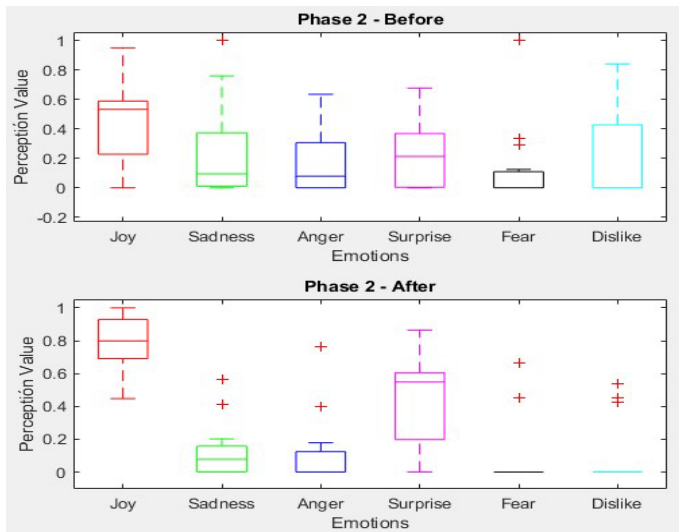 Phase 2 - Before
Perceptión Value
1
0.8
0.6
0.4
0.2
0
-0.2
Joy Sadness Anger Surprise Fear Dislike
Emotions
Phase 2 - After
Perceptión Value
1
0.8
0.6
0.4
0.2
0
Joy Sadness Anger Surprise Fear Dislike
Emotions